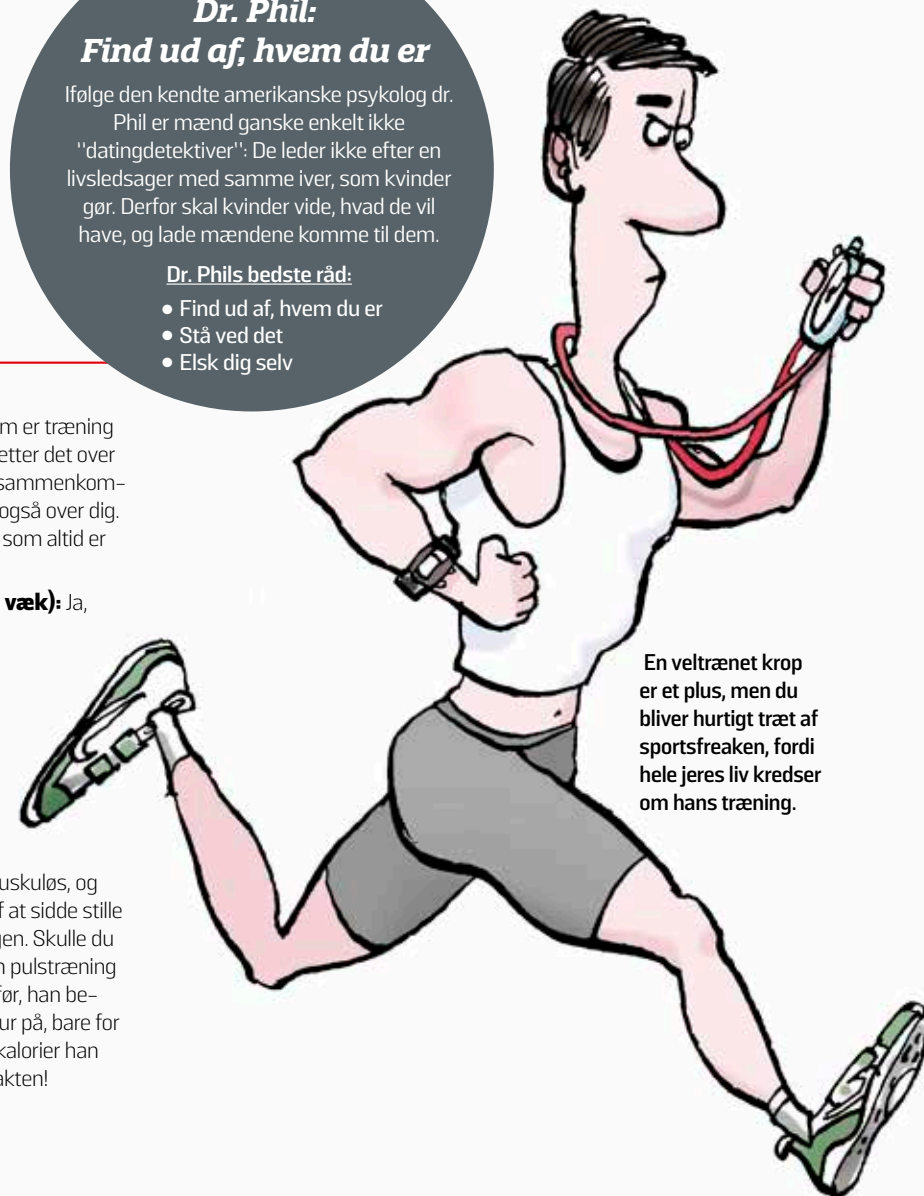 Dr. Phil:
Find ud af, hvem du er
Ifølge den kendte amerikanske psykolog dr.
Phil er mænd ganske enkelt ikke
"datingdetektiver": De leder ikke efter en
livsledsager med samme iver, som kvinder
gør. Derfor skal kvinder vide, hvad de vil
have, og lade mændene komme til dem.
Dr. Phils bedste råd:
● Find ud af, hvem du er
● Stå ved det
● Elsk dig selv
m er træning
etter det over
sammenkom-
også over dig.
som altid er
væk): Ja,
En veltrænet krop
er et plus, men du
bliver hurtigt træt af
sportsfreaken, fordi
hele jeres liv kredser
om hans træning.
uskuløs, og
f at sidde stille
gen. Skulle du
n pulstræning
før, han be-
ur på, bare for
kalorier han
akten!